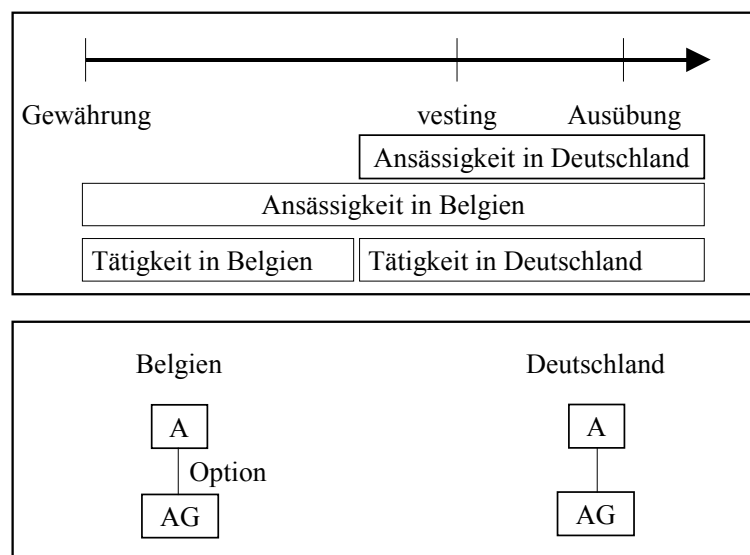 Gewährung vesting Ausübung
Ansässigkeit in Deutschland
Ansässigkeit in Belgien
Tätigkeit in Belgien Tätigkeit in Deutschland
Belgien Deutschland
A A
Option
AG AG